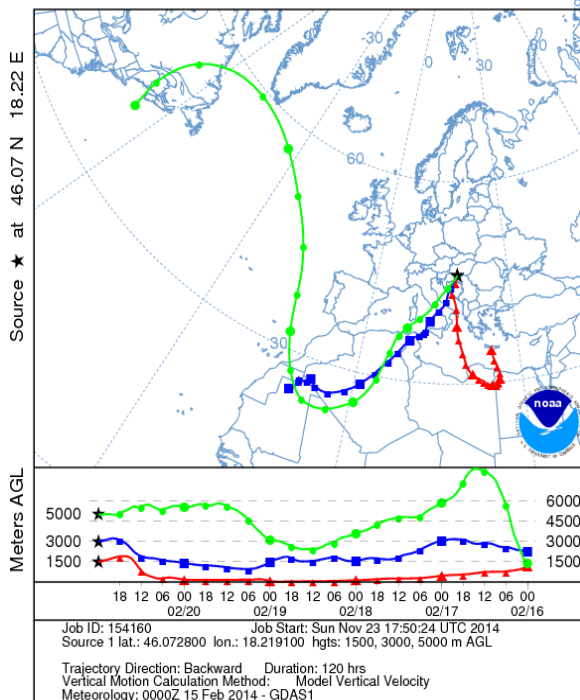 Source ★ at 46.07 N 18.22 E
30
0
30
60
30
noaa
Meters AGL
5000
3000
1500
6000
4500
3000
1500
18 12 06 00 18 12 06 00 18 12 06 00 18 12 06 00 18 12 06 00
02/20 02/19 02/18 02/17 02/16
Job ID: 154160 Job Start: Sun Nov 23 17:50:24 UTC 2014
Source 1 lat.: 46.072800 lon.: 18.219100 hgts: 1500, 3000, 5000 m AGL
Trajectory Direction: Backward Duration: 120 hrs
Vertical Motion Calculation Method: Model Vertical Velocity
Meteorology: 0000Z 15 Feb 2014 - GDAS1